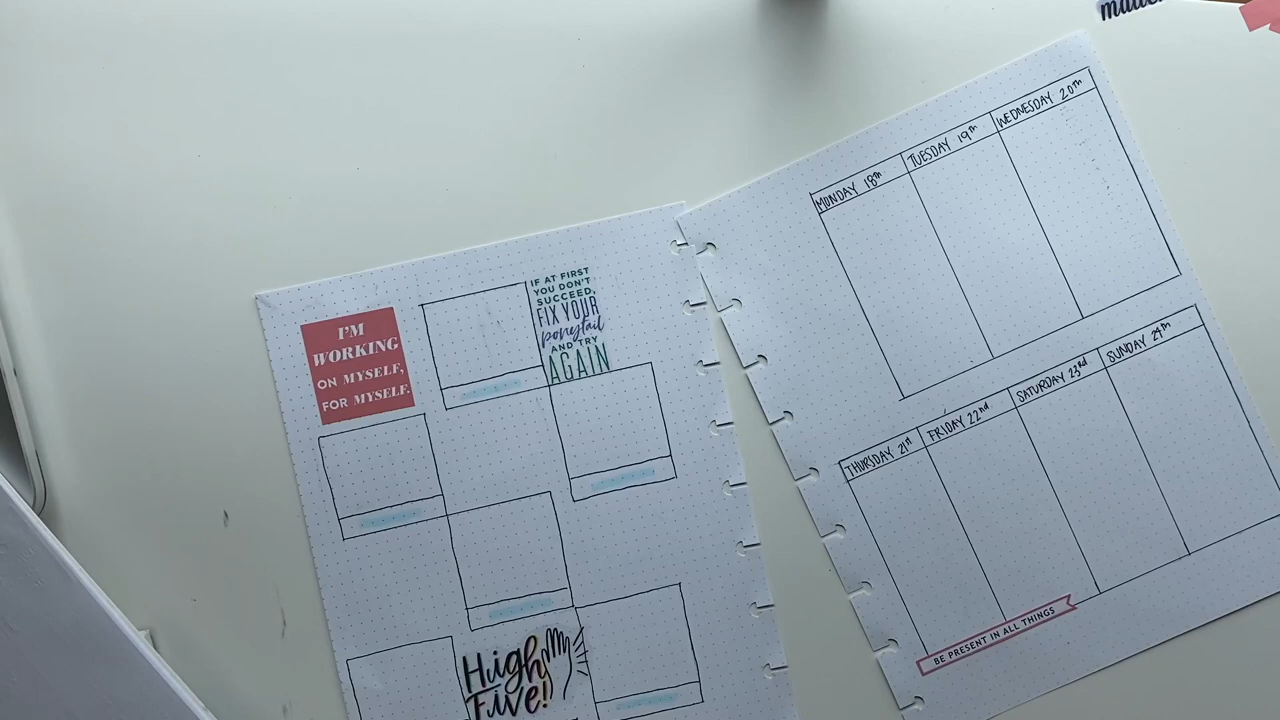 I'M
WORKING
ON MYSELF,
FOR MYSELF.
IF AT FIRST
YOU DON'T
SUCCEED,
FIX YOUR
ponytail
AND TRY
AGAIN
HIGH
FIVE!
MONDAY 18th
TUESDAY 19th
WEDNESDAY 20th
THURSDAY 21st
FRIDAY 22nd
SATURDAY 23rd
SUNDAY 24th
BE PRESENT IN ALL THINGS